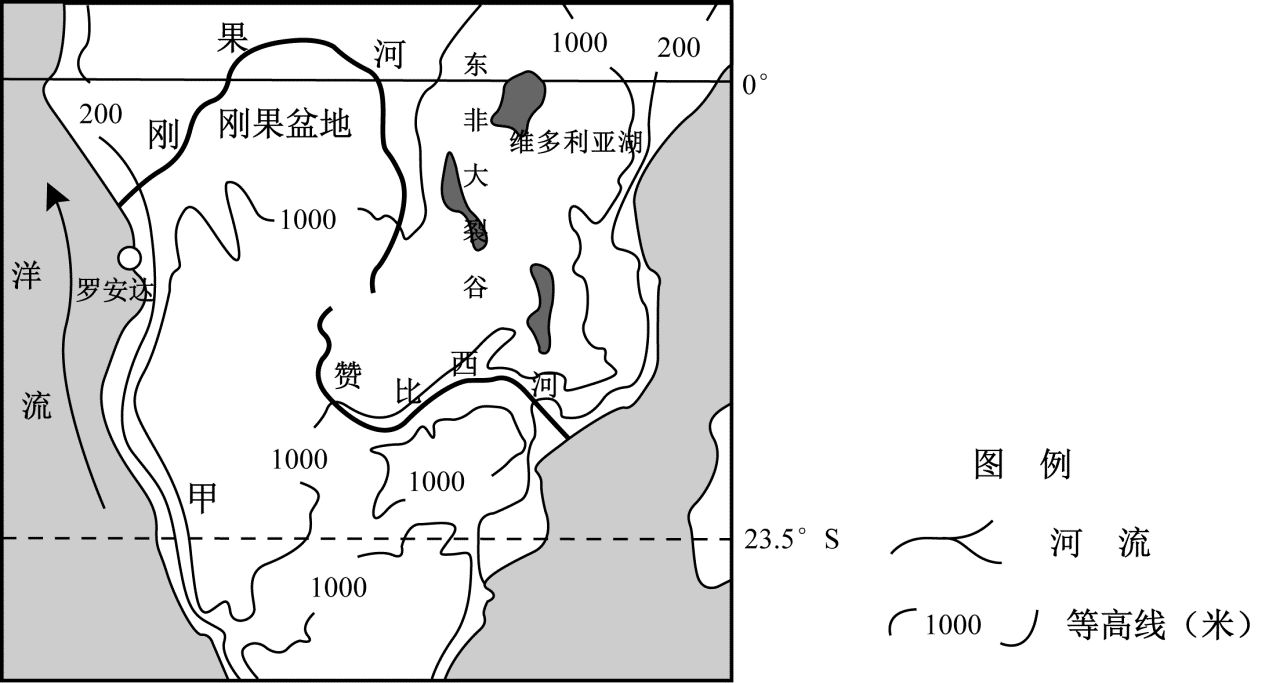 果
河
刚
刚果盆地
东
非
大
裂
谷
1000
200
0°
维多利亚湖
200
1000
洋
流
罗安达
赞
比
西
河
1000
1000
甲
1000
23.5° S
图 例
河 流
1000
等高线（米）